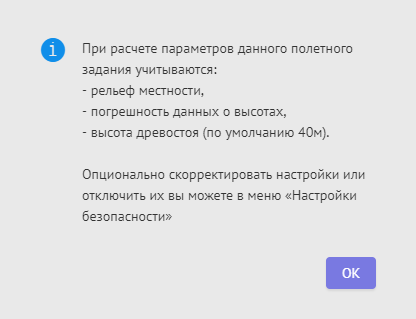 При расчете параметров данного полетного
задания учитываются:
- рельеф местности,
- погрешность данных о высотах,
- высота древостоя (по умолчанию 40м).
Опционально скорректировать настройки или
отключить их вы можете в меню «Настройки
безопасности»
OK